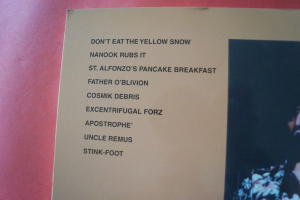 DON'T EAT THE YELLOW SNOW
NANOOK RUBS IT
ST. ALFONZO'S PANCAKE BREAKFAST
FATHER O'BLIVION
COSMIK DEBRIS
EXCENTRIFUGAL FORZ
APOSTROPHE'
UNCLE REMUS
STINK-FOOT